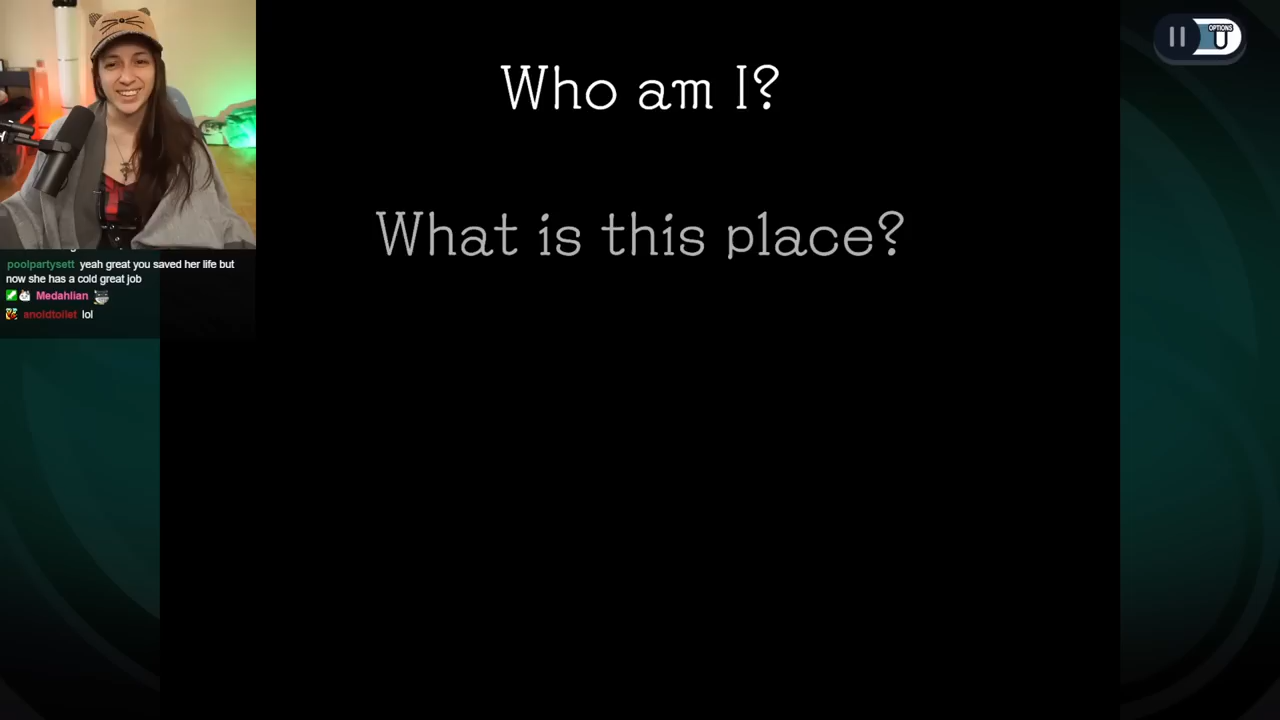 OPTIONS
Who am I?
What is this place?
poolpartysett yeah great you saved her life but
now she has a cold great job
Medahlian
anoldtoilet lol